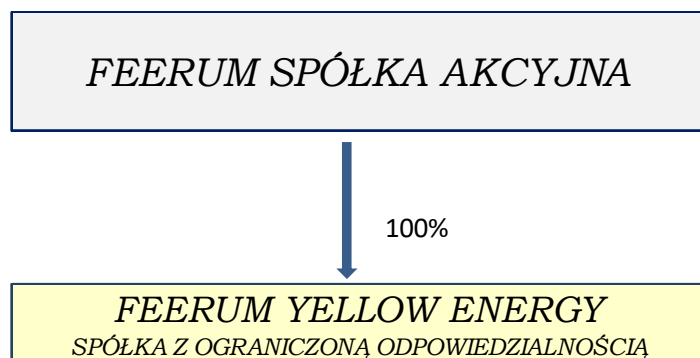 FEERUM SPÓŁKA AKCYJNA
100%
FEERUM YELLOW ENERGY
SPÓŁKA Z OGRANICZONĄ ODPOWIEDZIALNOŚCIĄ